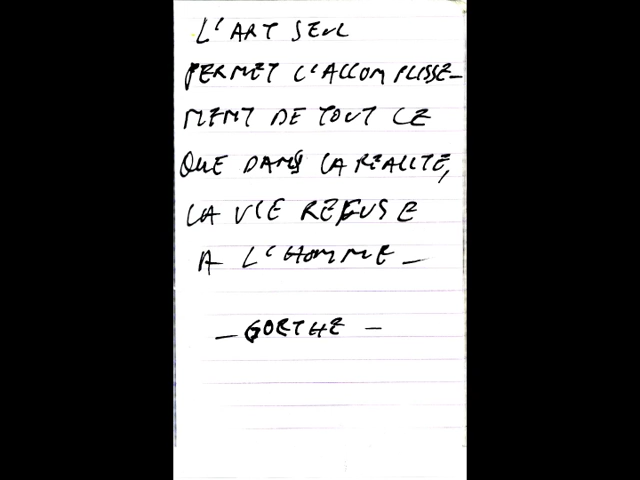 L'ART SEUL
PERMET L'ACCOMPLISSE-
MENT DE TOUT CE
QUE DANS LA REALITE,
LA VIE REFUSE
A L'HOMME —
— GOETHE —